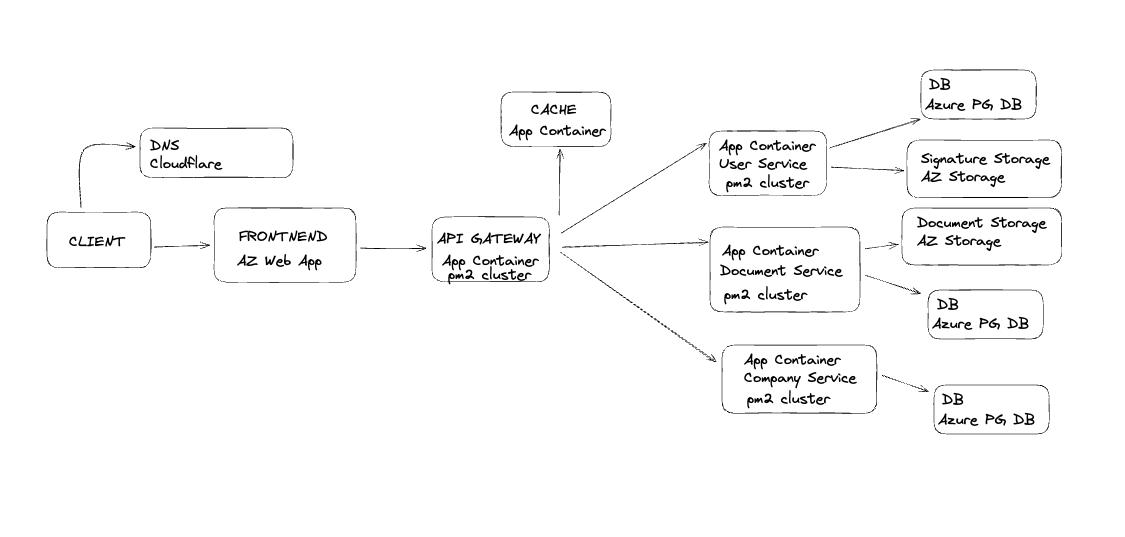 DB
Azure PG DB
CACHE
App Container
DNS
Cloudflare
App Container
User Service
pm2 cluster
Signature Storage
AZ Storage
CLIENT
FRONTNEND
AZ Web App
API GATEWAY
App Container
pm2 cluster
Document Storage
AZ Storage
App Container
Document Service
pm2 cluster
DB
Azure PG DB
App Container
Company Service
pm2 cluster
DB
Azure PG DB